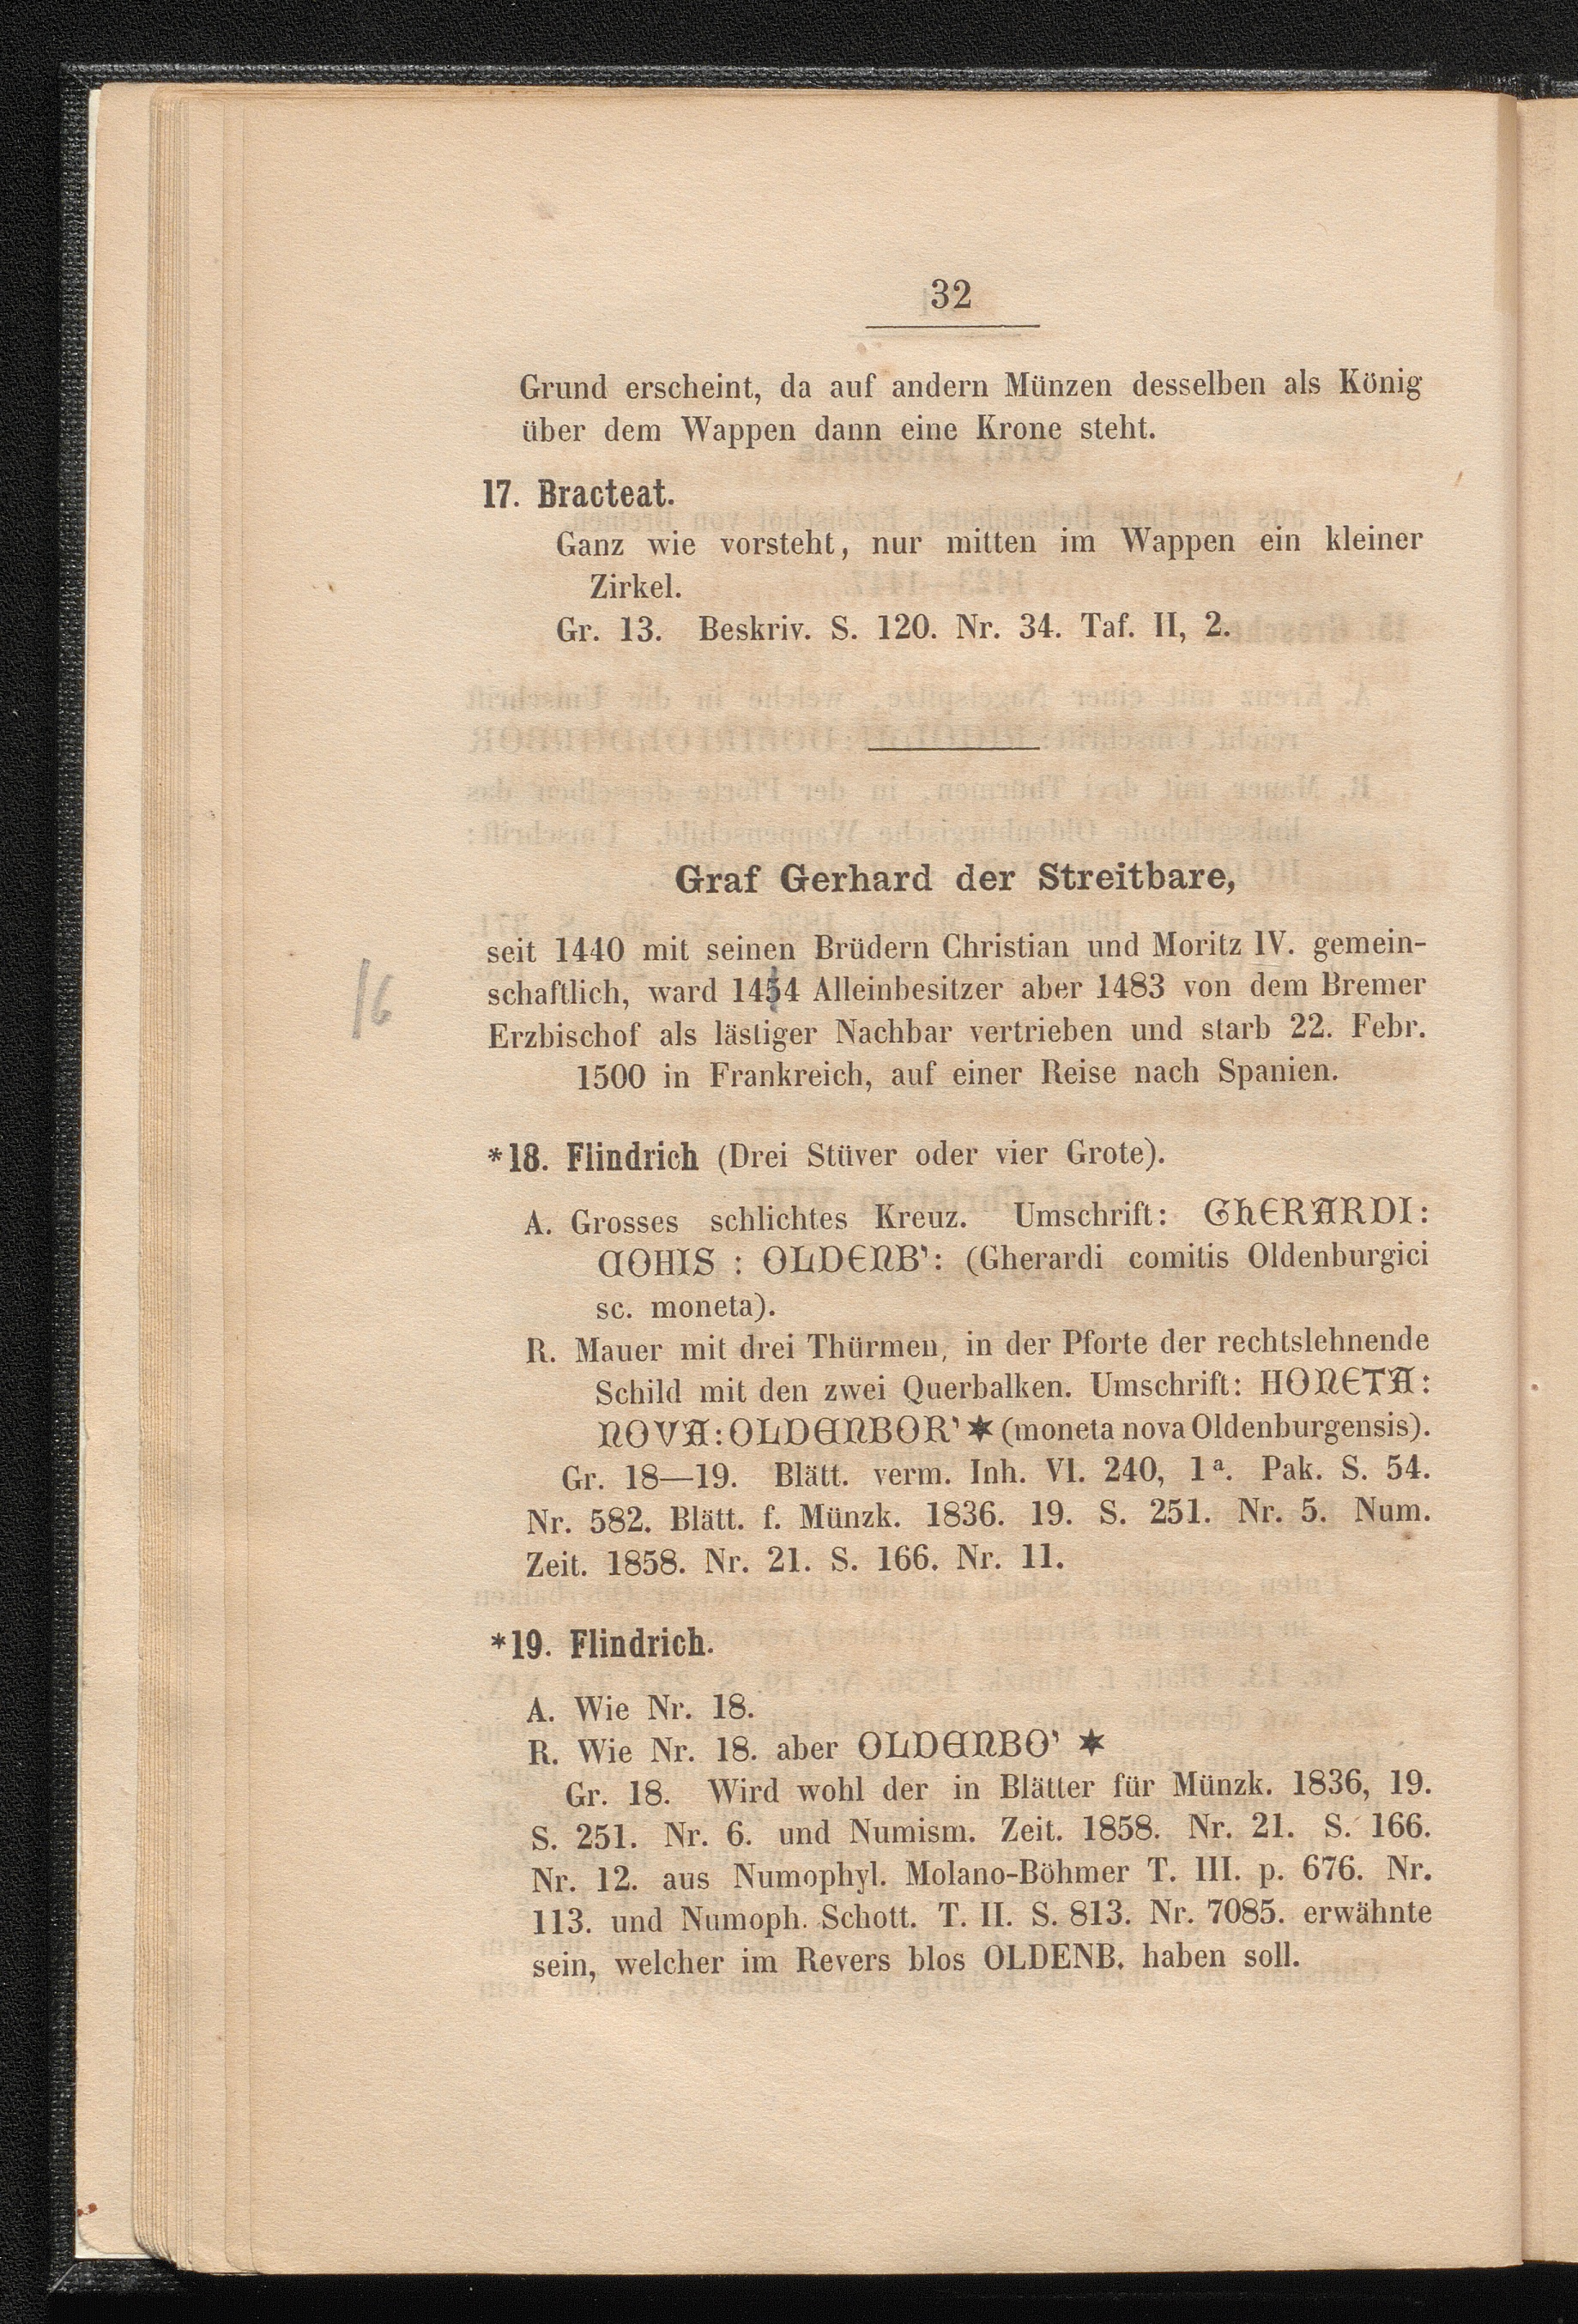 32
Grund erscheint, da auf andern Münzen desselben als König
über dem Wappen dann eine Krone steht.
17. Bracteat.
Ganz wie vorsteht, nur mitten im Wappen ein kleiner
Zirkel.
Gr. 13. Beskriv. S. 120. Nr. 34. Taf. II, 2.
Graf Gerhard der Streitbare,
seit 1440 mit seinen Brüdern Christian und Moritz IV. gemein-
schaftlich, ward 1454 Alleinbesitzer aber 1483 von dem Bremer
/6
Erzbischof als lästiger Nachbar vertrieben und starb 22. Febr.
1500 in Frankreich, auf einer Reise nach Spanien.
*18. Flindrich (Drei Stüver oder vier Grote).
A. Grosses schlichtes Kreuz. Umschrift: GhERARDI:
COHIS : OLDENB': (Gherardi comitis Oldenburgici
sc. moneta).
R. Mauer mit drei Thürmen, in der Pforte der rechtslehnende
Schild mit den zwei Querbalken. Umschrift: HONETA:
NOVA:OLDENBOR'✶ (moneta nova Oldenburgensis).
Gr. 18—19. Blätt. verm. Inh. VI. 240, 1ª. Pak. S. 54.
Nr. 582. Blätt. f. Münzk. 1836. 19. S. 251. Nr. 5. Num.
Zeit. 1858. Nr. 21. S. 166. Nr. 11.
*19. Flindrich.
A. Wie Nr. 18.
R. Wie Nr. 18. aber OLDENBO' ✶
Gr. 18. Wird wohl der in Blätter für Münzk. 1836, 19.
S. 251. Nr. 6. und Numism. Zeit. 1858. Nr. 21. S. 166.
Nr. 12. aus Numophyl. Molano-Böhmer T. III. p. 676. Nr.
113. und Numoph. Schott. T. II. S. 813. Nr. 7085. erwähnte
sein, welcher im Revers blos OLDENB. haben soll.